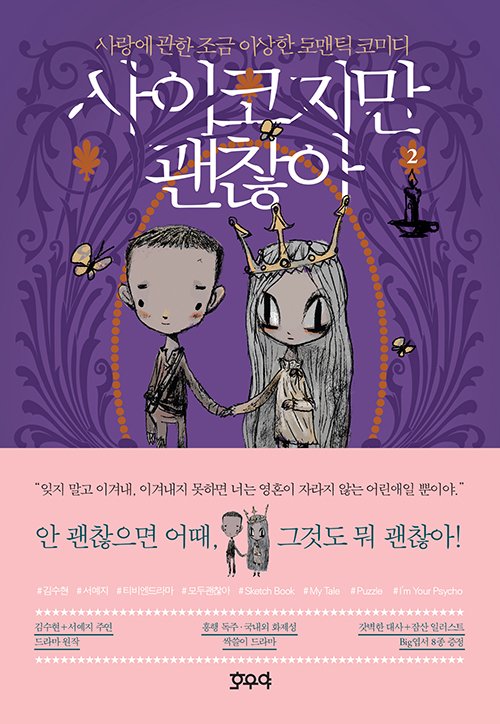 사랑에 관한 조금 이상한 로맨틱 코미디
사이코지만
괜찮아
2
“잊지 말고 이겨내, 이겨내지 못하면 너는 영혼이 자라지 않는 어린애일 뿐이야.”
안 괜찮으면 어때, 그것도 뭐 괜찮아!
#김수현 #서예지 #티비엔드라마 #모두괜찮아 #Sketch Book #My Tale #Puzzle #I'm Your Psycho
김수현+서예지 주연
드라마 원작
흥행 독주·국내외 화제성
싹쓸이 드라마
갓벽한 대사+잠산 일러스트
Big엽서 8종 증정
호우야